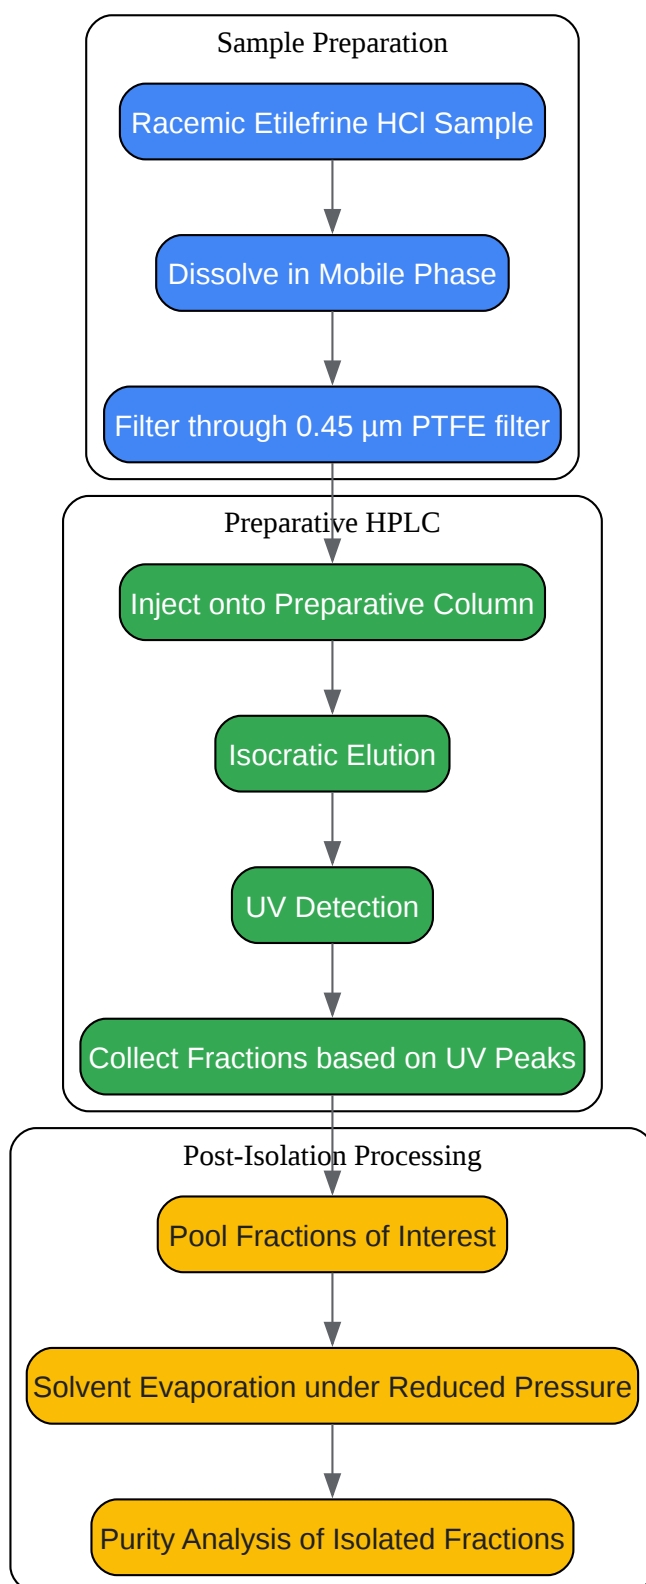 Sample Preparation
Racemic Etilefrine HCl Sample
Dissolve in Mobile Phase
Filter through 0.45 µm PTFE filter
Preparative HPLC
Inject onto Preparative Column
Isocratic Elution
UV Detection
Collect Fractions based on UV Peaks
Post-Isolation Processing
Pool Fractions of Interest
Solvent Evaporation under Reduced Pressure
Purity Analysis of Isolated Fractions